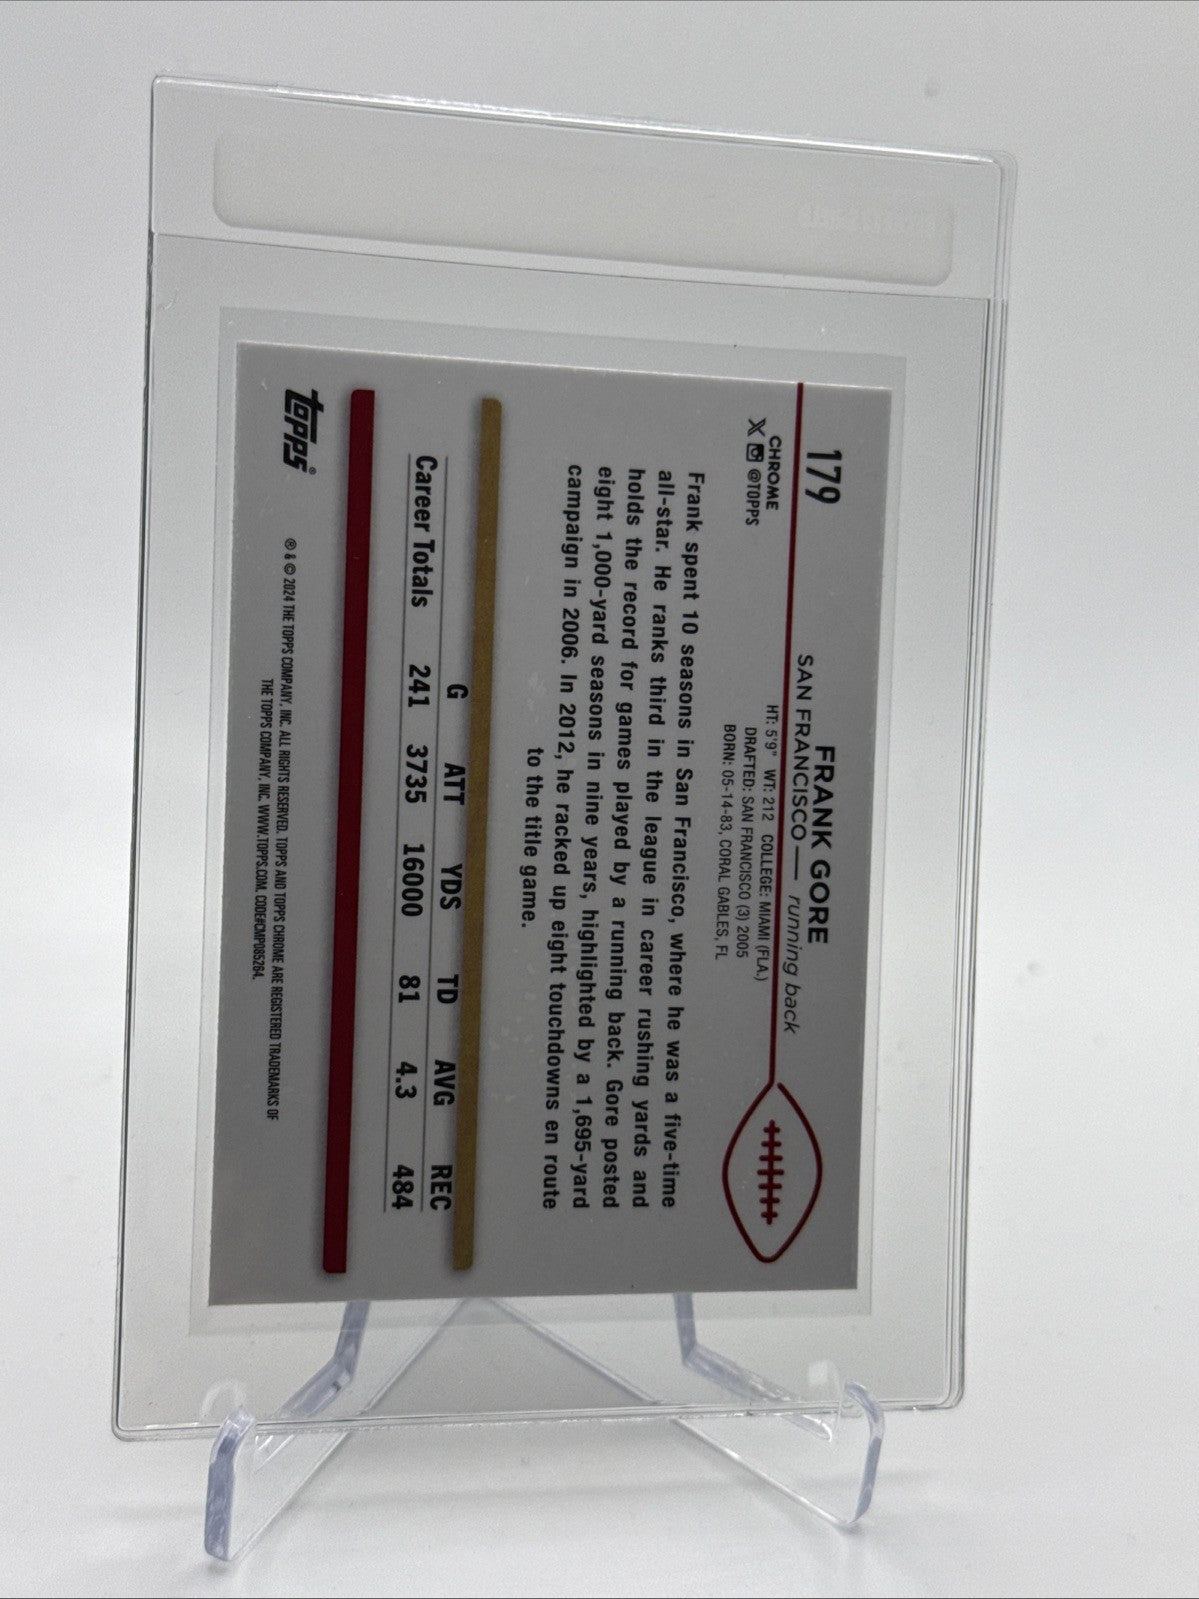 179
FRANK GORE
SAN FRANCISCO — running back
CHROME
X @TOPPS
HT: 5'9" WT: 212 COLLEGE: MIAMI (FLA.)
DRAFTED: SAN FRANCISCO (3) 2005
BORN: 05-14-83, CORAL GABLES, FL
Frank spent 10 seasons in San Francisco, where he was a five-time
all-star. He ranks third in the league in career rushing yards and
holds the record for games played by a running back. Gore posted
eight 1,000-yard seasons in nine years, highlighted by a 1,695-yard
campaign in 2006. In 2012, he racked up eight touchdowns en route
to the title game.
G ATT YDS TD AVG REC
Career Totals 241 3735 16000 81 4.3 484
topps®
® & © 2024 THE TOPPS COMPANY, INC. ALL RIGHTS RESERVED. TOPPS AND TOPPS CHROME ARE REGISTERED TRADEMARKS OF
THE TOPPS COMPANY, INC. WWW.TOPPS.COM. CODE#CMP085264.